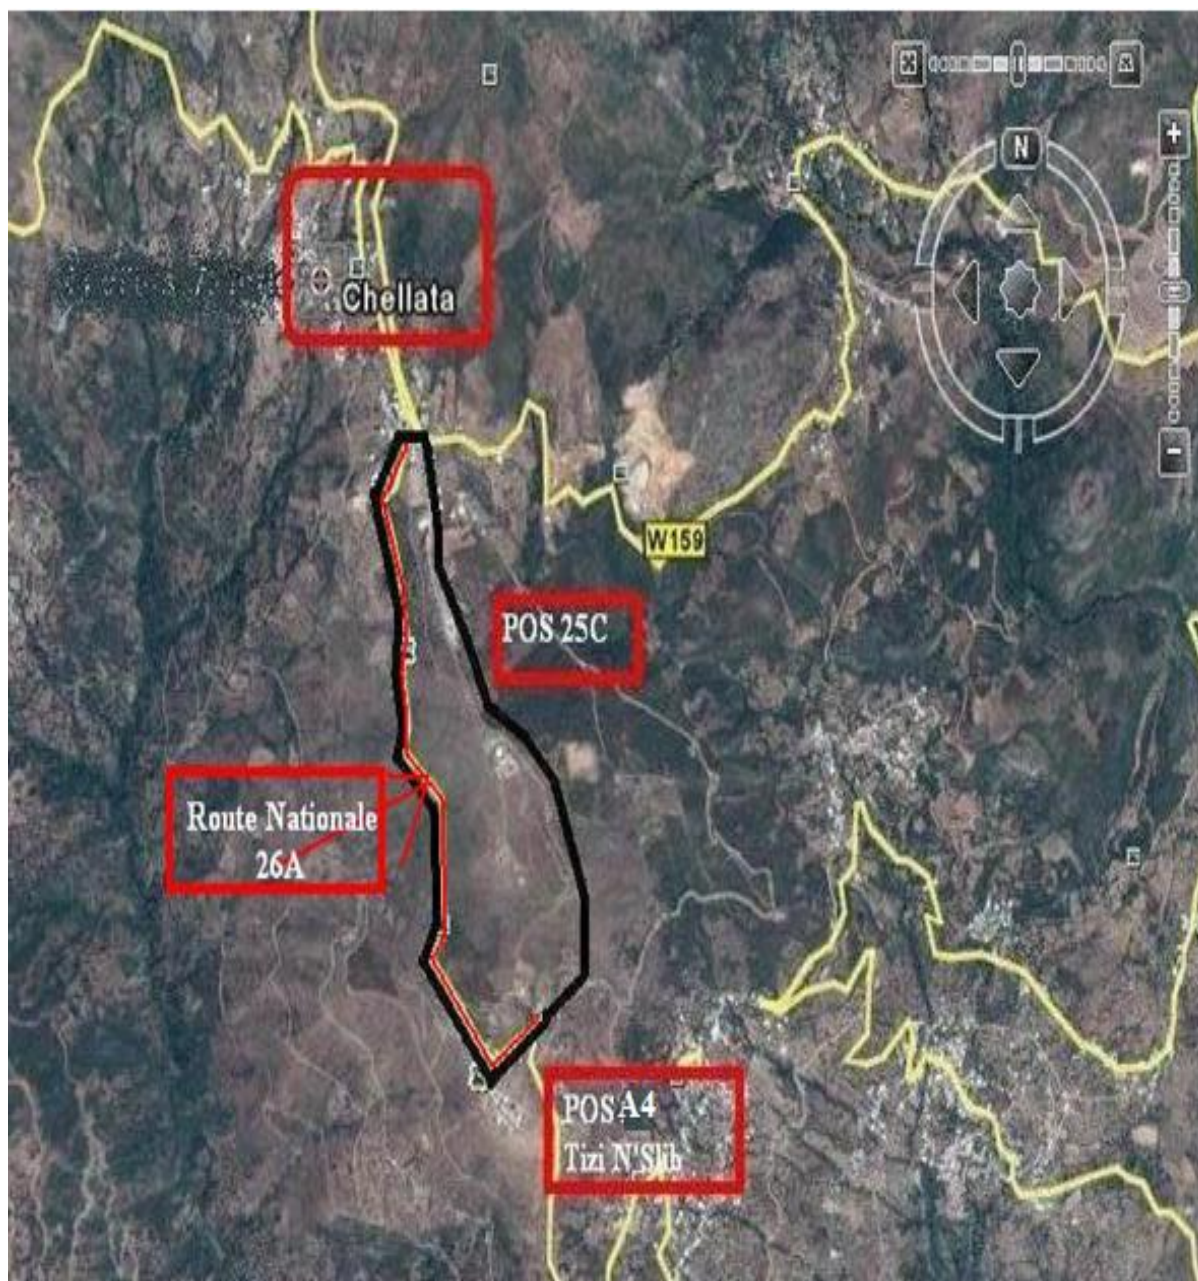 N
+
Chellata
-
W159
POS 25C
Route Nationale
26A
POS A4
Tizi N'Slib